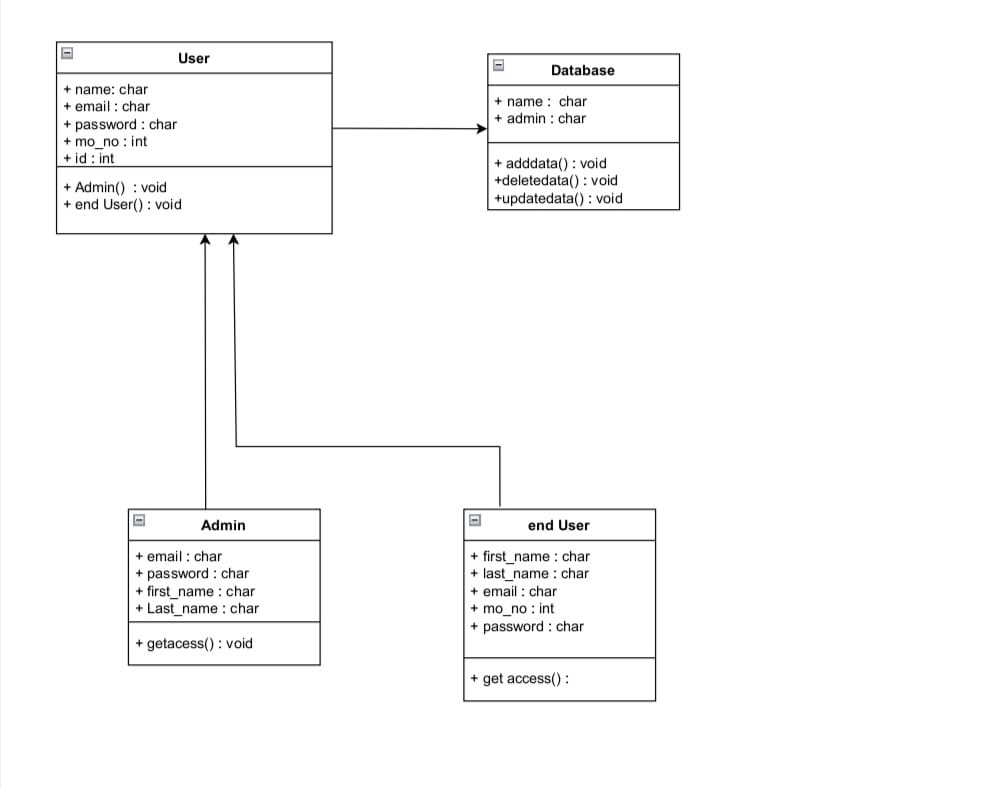 User
+ name: char
+ email : char
+ password : char
+ mo_no : int
+ id : int
+ Admin() : void
+ end User() : void
Database
+ name : char
+ admin : char
+ adddata() : void
+deletedata() : void
+updatedata() : void
Admin
+ email : char
+ password : char
+ first_name : char
+ Last_name : char
+ getacess() : void
end User
+ first_name : char
+ last_name : char
+ email : char
+ mo_no : int
+ password : char
+ get access() :